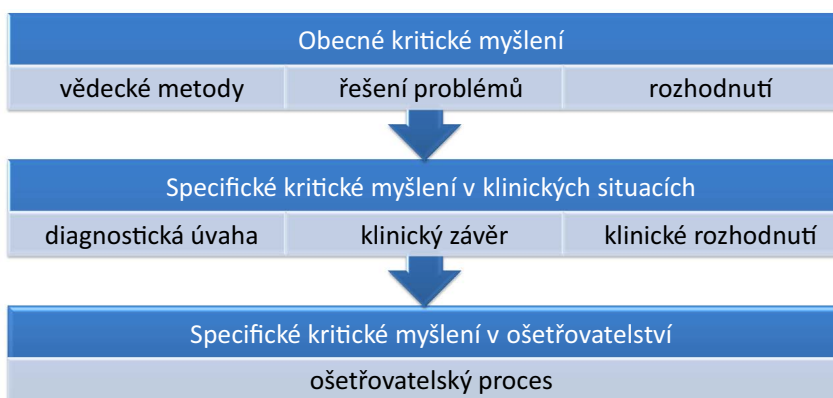 Obecné kritické myšlení
vědecké metody řešení problémů rozhodnutí
Specifické kritické myšlení v klinických situacích
diagnostická úvaha klinický závěr klinické rozhodnutí
Specifické kritické myšlení v ošetřovatelství
ošetřovatelský proces